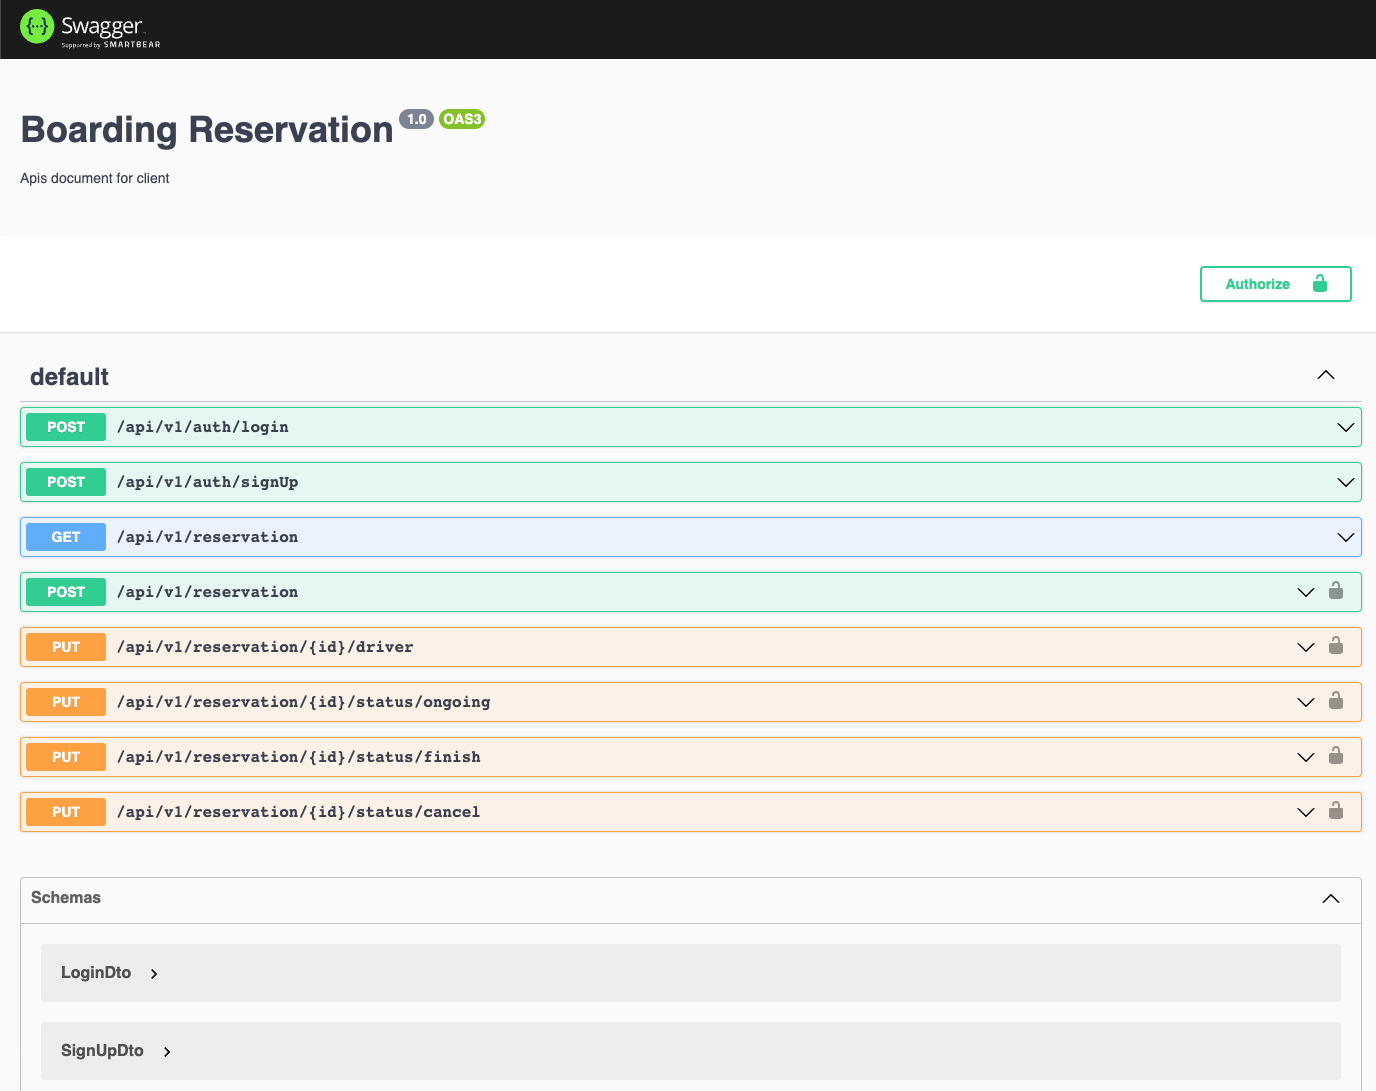 {···} Swagger
Supported by SMARTBEAR
Boarding Reservation 1.0 OAS3
Apis document for client
Authorize
default
POST /api/v1/auth/login
POST /api/v1/auth/signUp
GET /api/v1/reservation
POST /api/v1/reservation
PUT /api/v1/reservation/{id}/driver
PUT /api/v1/reservation/{id}/status/ongoing
PUT /api/v1/reservation/{id}/status/finish
PUT /api/v1/reservation/{id}/status/cancel
Schemas
LoginDto
SignUpDto